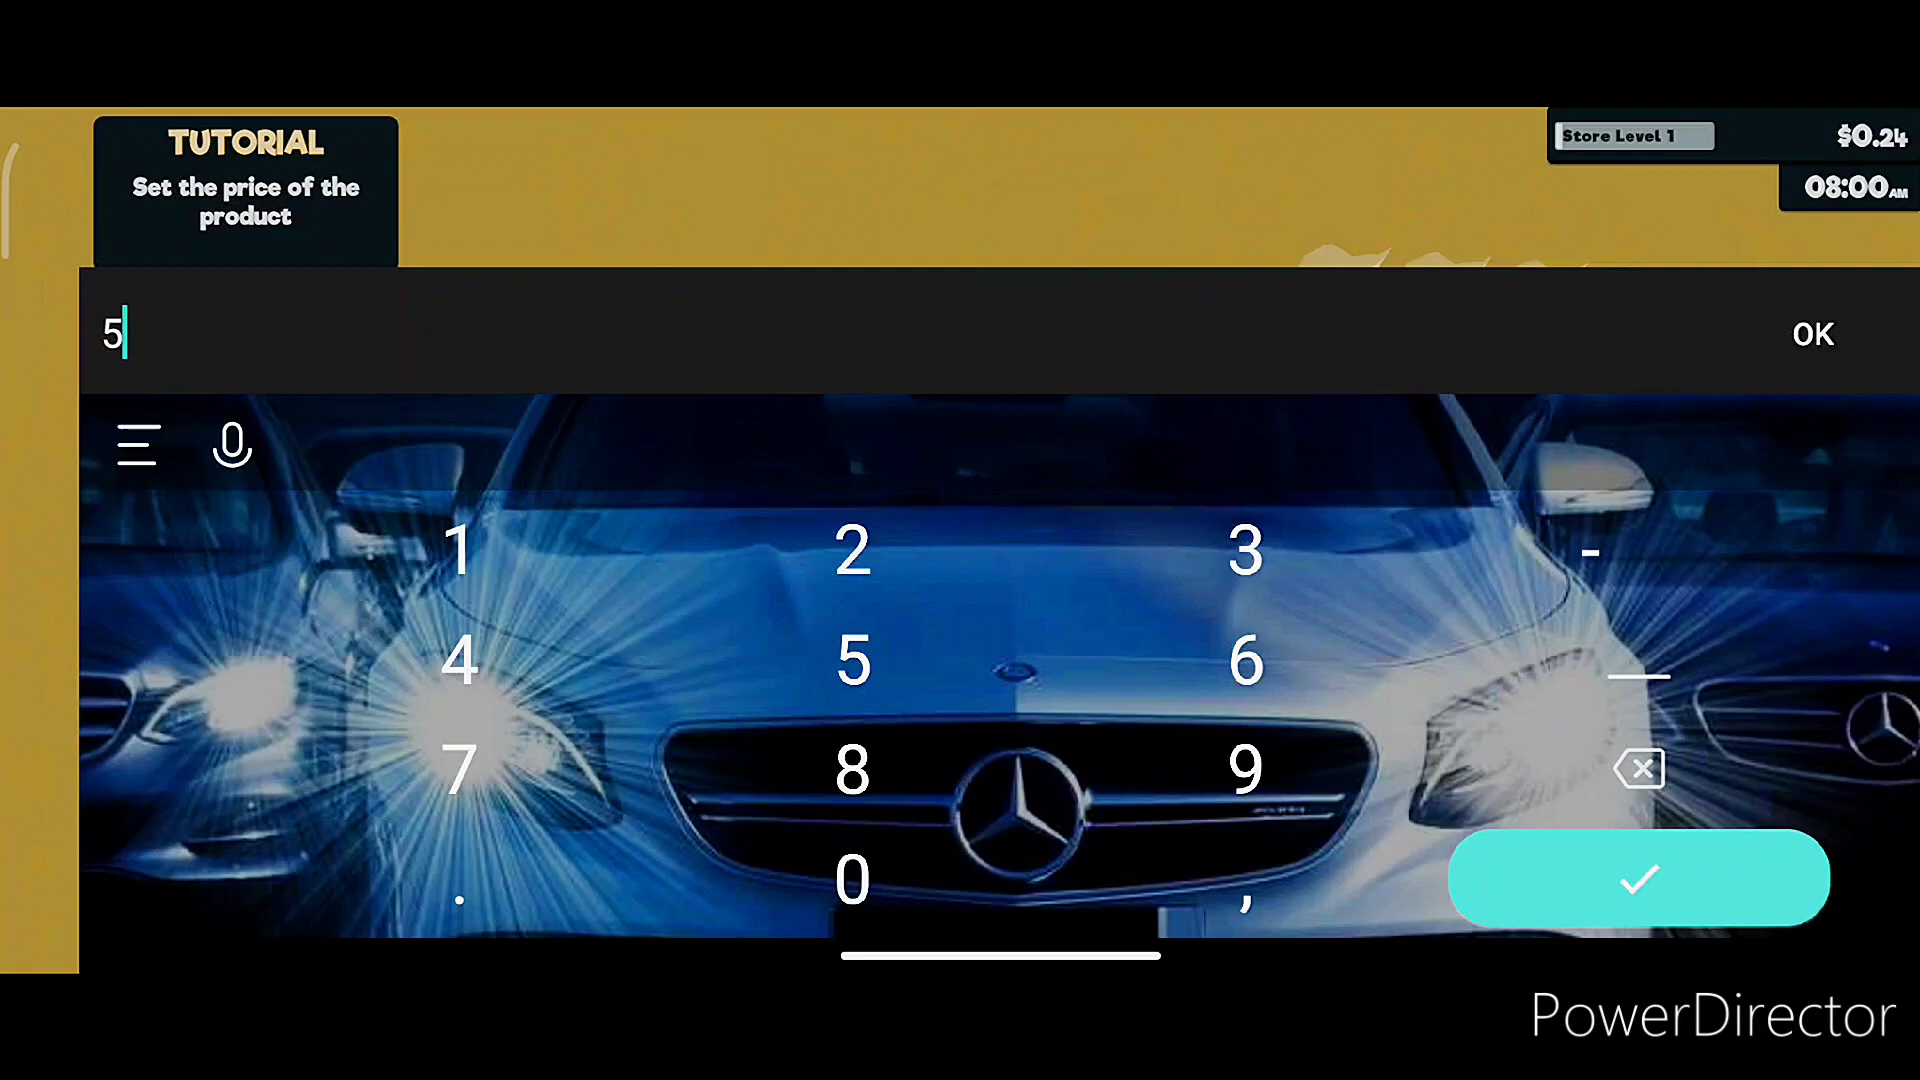 TUTORIAL
Set the price of the
product
Store Level 1
$0.24
08:00AM
5
OK
1 2 3 -
4 5 6
7 8 9
. 0 ,
PowerDirector